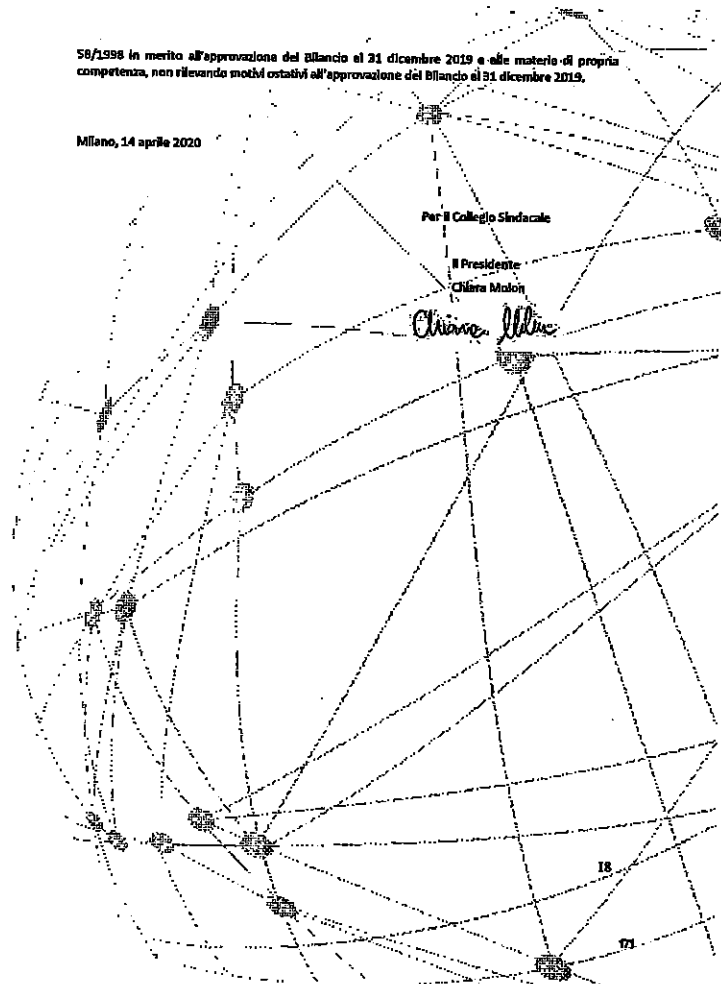 58/1998 in merito all'approvazione del Bilancio al 31 dicembre 2019 e alle materie di propria
competenza, non rilevando motivi ostativi all'approvazione del Bilancio al 31 dicembre 2019.
Milano, 14 aprile 2020
Per il Collegio Sindacale
Il Presidente
Chiara Molon
Chiara Molon
18
171